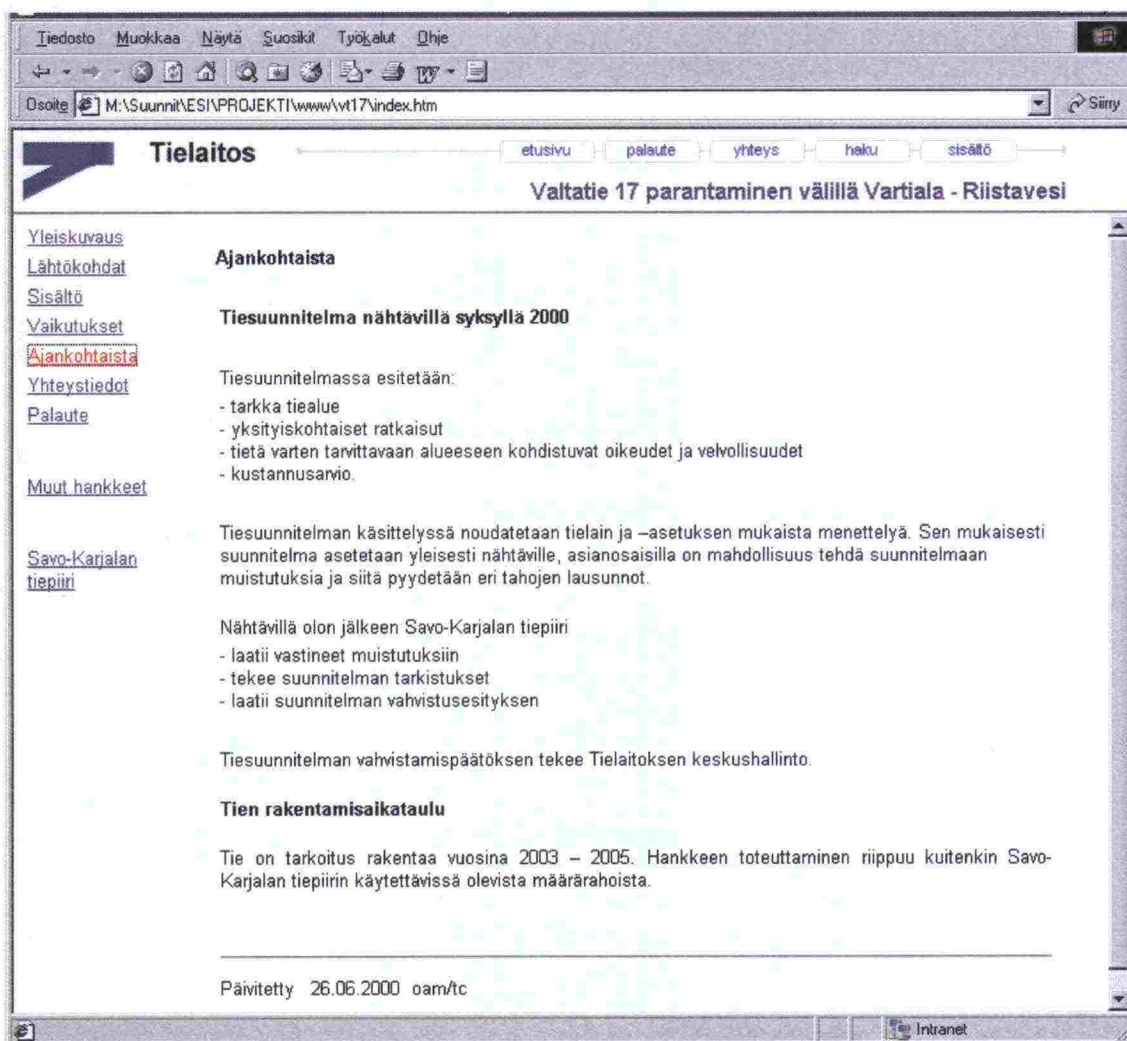 Tiedosto Muokkaa Näytä Suosikit Työkalut Ohje
Osoite M:\Suunnit\ESI\PROJEKTI\www\vt17\index.htm Siirry
Tielaitos etusivu palaute yhteys haku sisältö
Valtatie 17 parantaminen välillä Vartiala - Riistavesi
Yleiskuvaus
Lähtökohdat
Sisältö
Vaikutukset
Ajankohtaista
Yhteystiedot
Palaute
Muut hankkeet
Savo-Karjalan
tiepiiri
Ajankohtaista
Tiesuunnitelma nähtävillä syksyllä 2000
Tiesuunnitelmassa esitetään:
- tarkka tiealue
- yksityiskohtaiset ratkaisut
- tietä varten tarvittavaan alueeseen kohdistuvat oikeudet ja velvollisuudet
- kustannusarvio.
Tiesuunnitelman käsittelyssä noudatetaan tielain ja –asetuksen mukaista menettelyä. Sen mukaisesti
suunnitelma asetetaan yleisesti nähtäville, asianosaisilla on mahdollisuus tehdä suunnitelmaan
muistutuksia ja siitä pyydetään eri tahojen lausunnot.
Nähtävillä olon jälkeen Savo-Karjalan tiepiiri
- laatii vastineet muistutuksiin
- tekee suunnitelman tarkistukset
- laatii suunnitelman vahvistusesityksen
Tiesuunnitelman vahvistamispäätöksen tekee Tielaitoksen keskushallinto.
Tien rakentamisaikataulu
Tie on tarkoitus rakentaa vuosina 2003 – 2005. Hankkeen toteuttaminen riippuu kuitenkin Savo-
Karjalan tiepiirin käytettävissä olevista määrärahoista.
Päivitetty 26.06.2000 oam/tc
Intranet